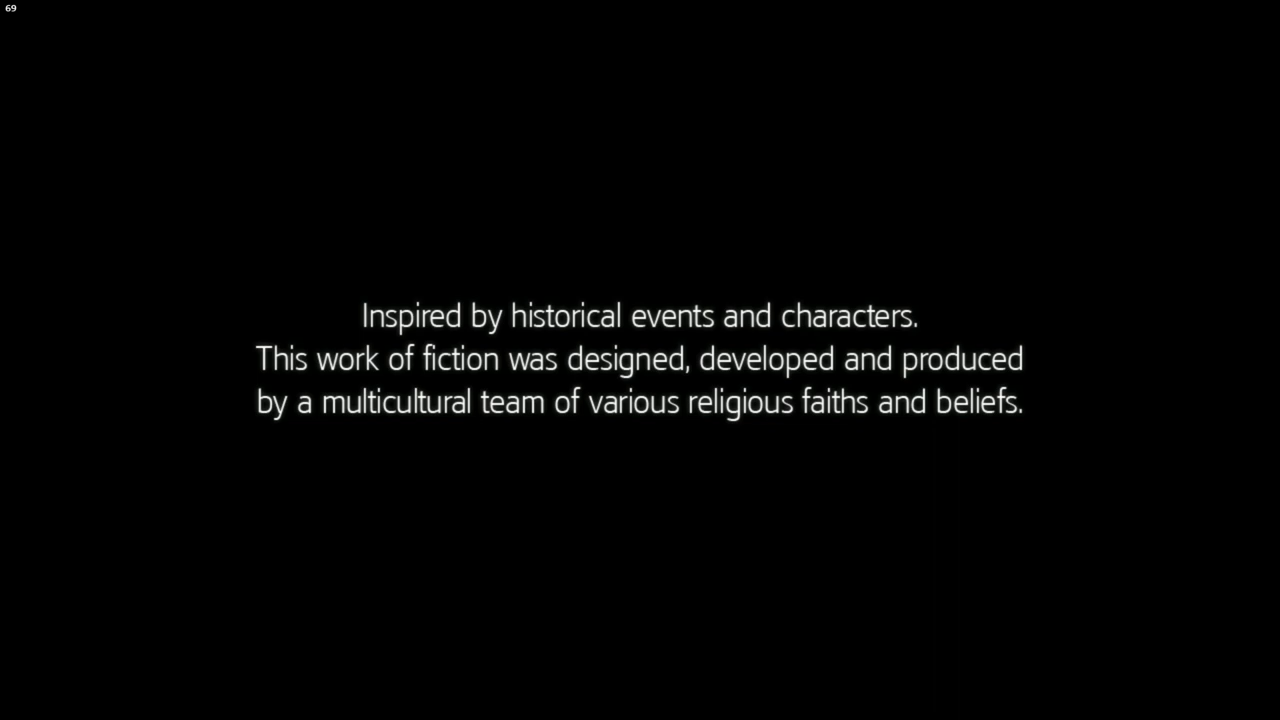 69
Inspired by historical events and characters.
This work of fiction was designed, developed and produced
by a multicultural team of various religious faiths and beliefs.